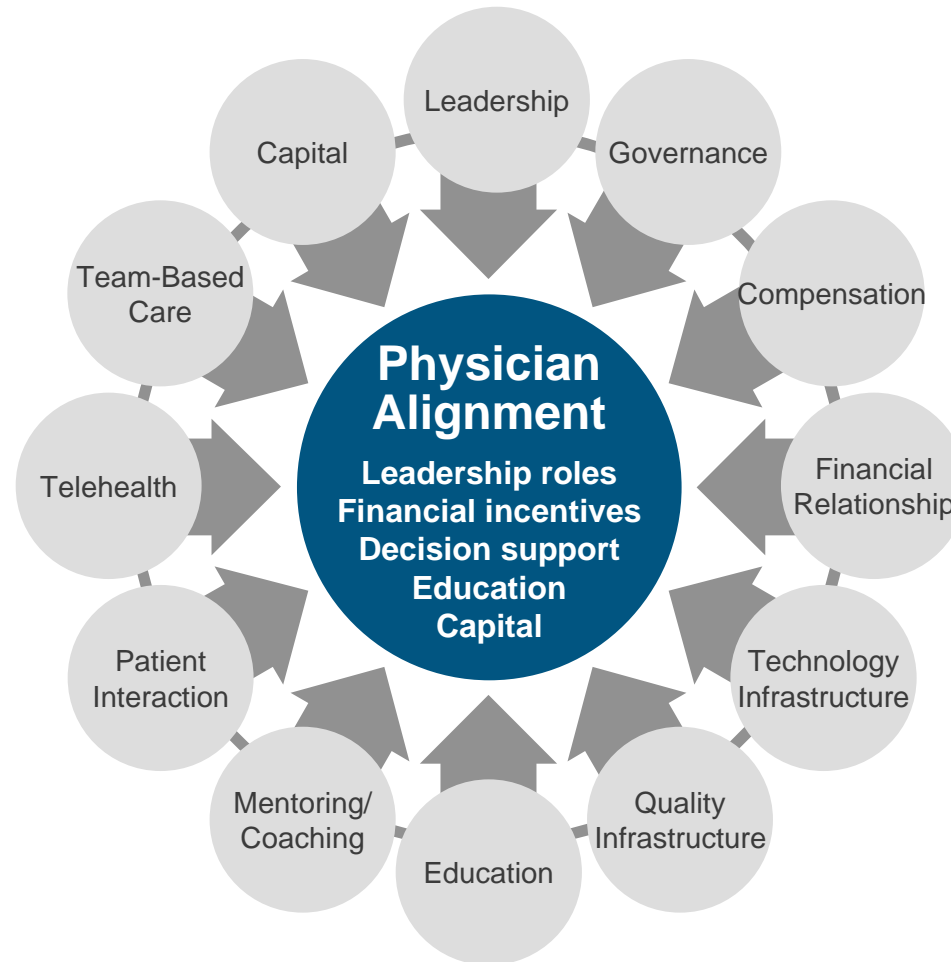 Leadership
Governance
Compensation
Financial
Relationship
Technology
Infrastructure
Quality
Infrastructure
Education
Mentoring/
Coaching
Patient
Interaction
Telehealth
Team-Based
Care
Capital
Physician
Alignment
Leadership roles
Financial incentives
Decision support
Education
Capital